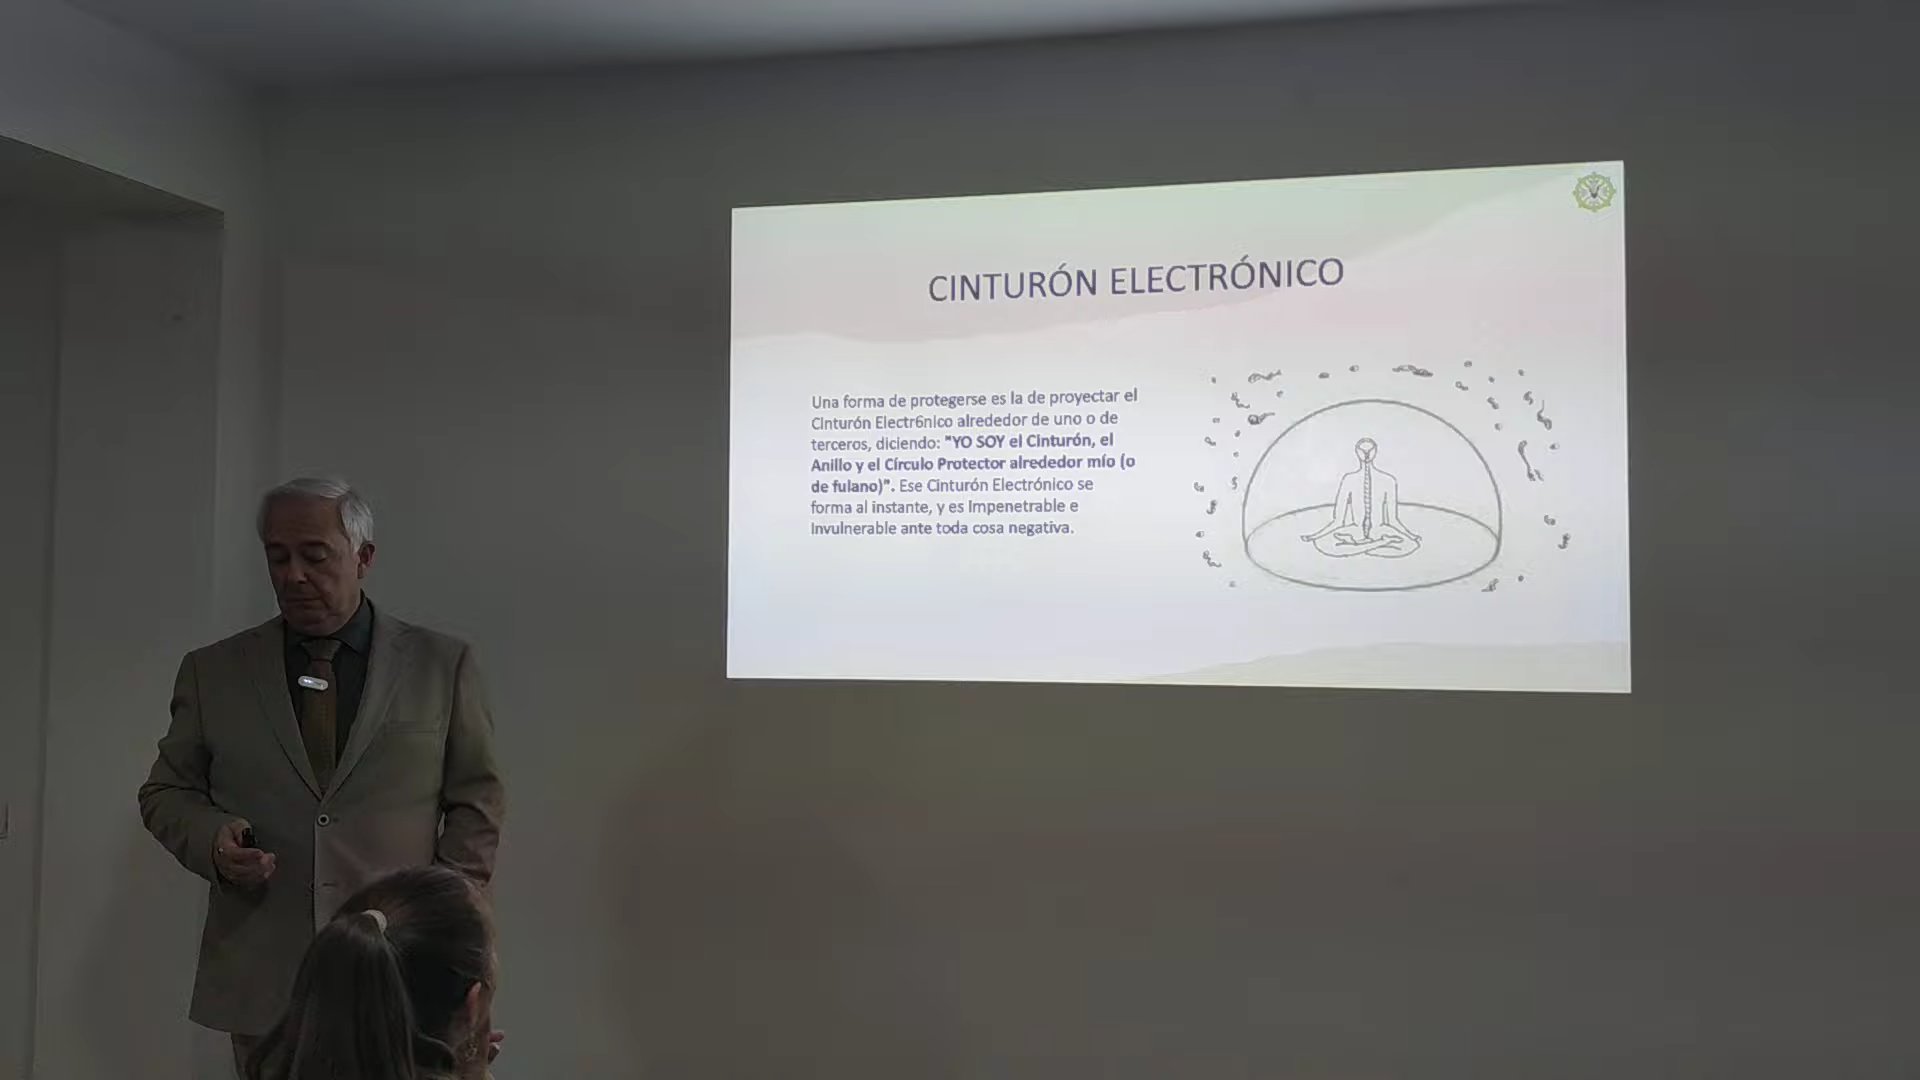 CINTURÓN ELECTRÓNICO
Una forma de protegerse es la de proyectar el
Cinturón Electr6nico alrededor de uno o de
terceros, diciendo: "YO SOY el Cinturón, el
Anillo y el Círculo Protector alrededor mío (o
de fulano)". Ese Cinturón Electrónico se
forma al instante, y es Impenetrable e
Invulnerable ante toda cosa negativa.